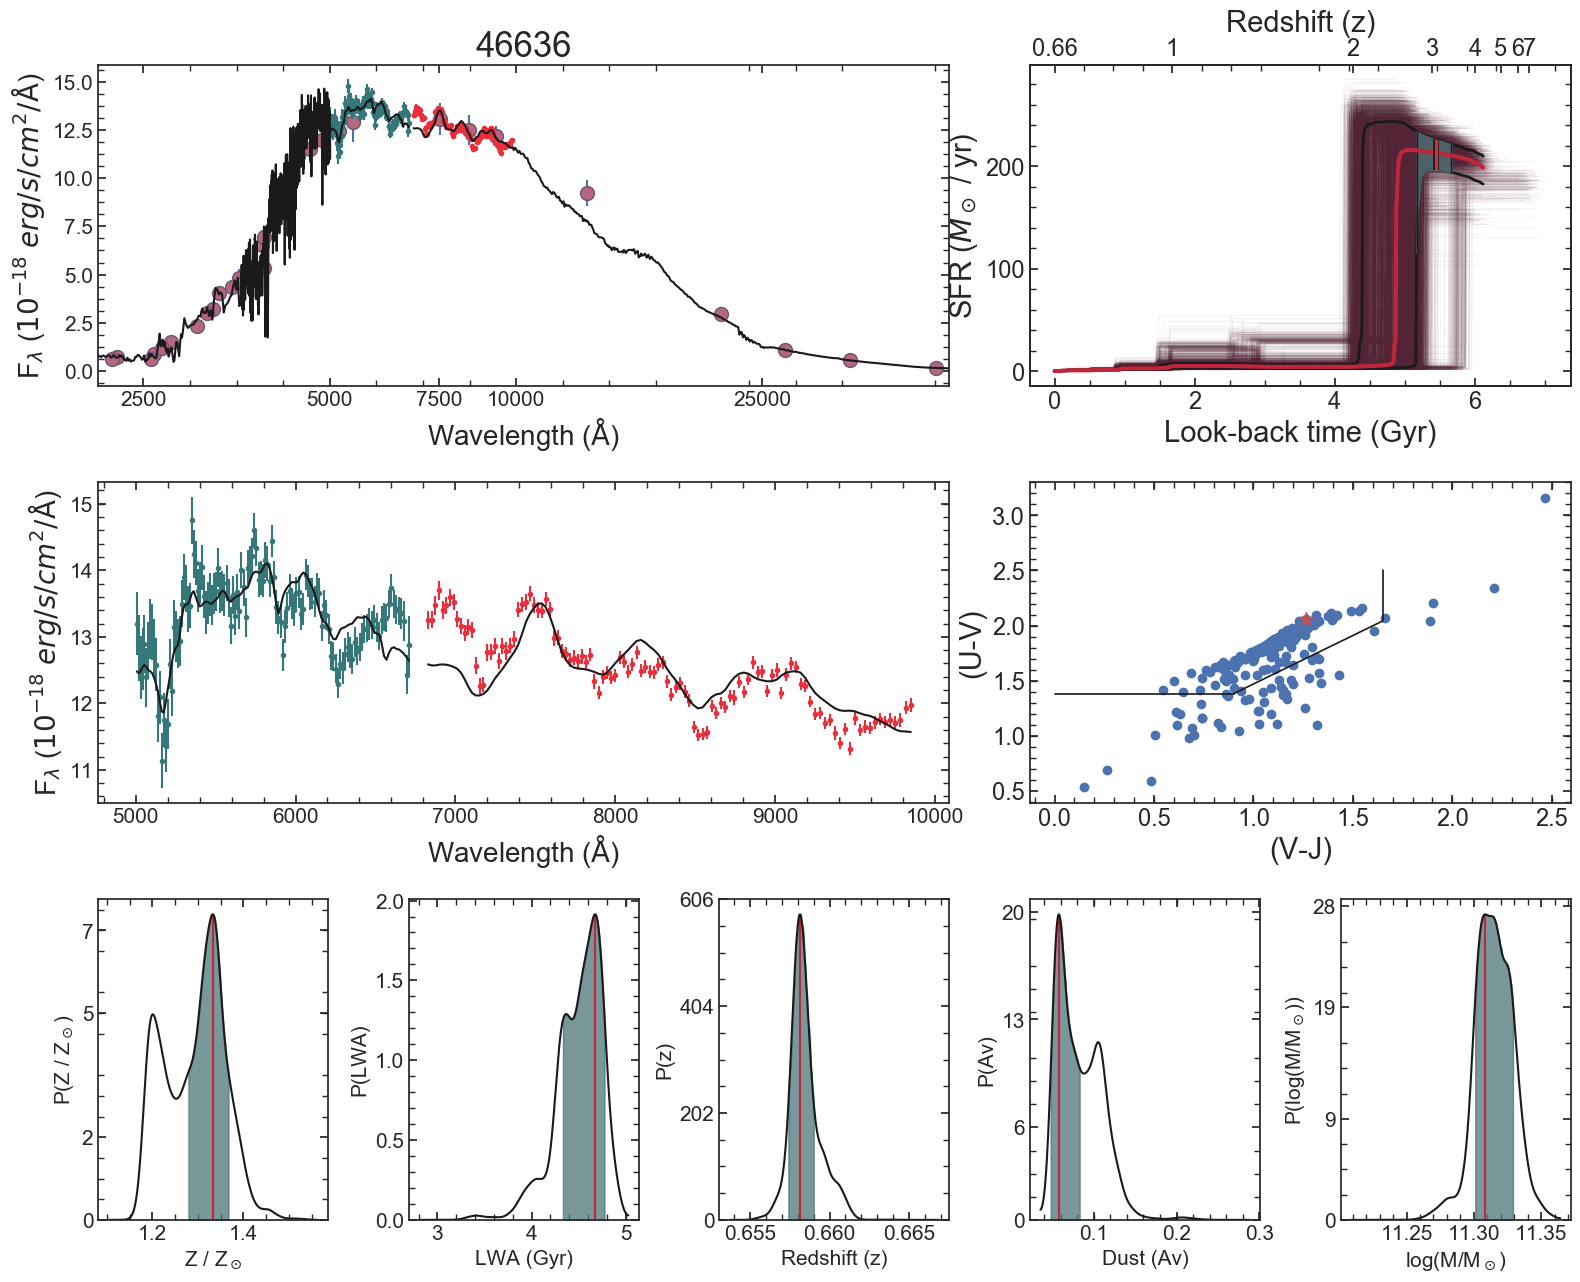 46636
F_λ (10^−18 erg/s/cm^2/Å)
15.0
12.5
10.0
7.5
5.0
2.5
0.0
2500 5000 7500 10000 25000
Wavelength (Å)
Redshift (z)
0.66 1 2 3 4 5 6 7
SFR (M_⊙ / yr)
200
100
0
0 2 4 6
Look-back time (Gyr)
F_λ (10^−18 erg/s/cm^2/Å)
15
14
13
12
11
5000 6000 7000 8000 9000 10000
Wavelength (Å)
(U-V)
3.0
2.5
2.0
1.5
1.0
0.5
0.0 0.5 1.0 1.5 2.0 2.5
(V-J)
P(Z / Z_⊙)
7
5
2
0
1.2 1.4
Z / Z_⊙
P(LWA)
2.0
1.5
1.0
0.5
0.0
3 4 5
LWA (Gyr)
P(z)
606
404
202
0
0.655 0.660 0.665
Redshift (z)
P(Av)
20
13
6
0
0.1 0.2 0.3
Dust (Av)
P(log(M/M_⊙))
28
19
9
0
11.25 11.30 11.35
log(M/M_⊙)